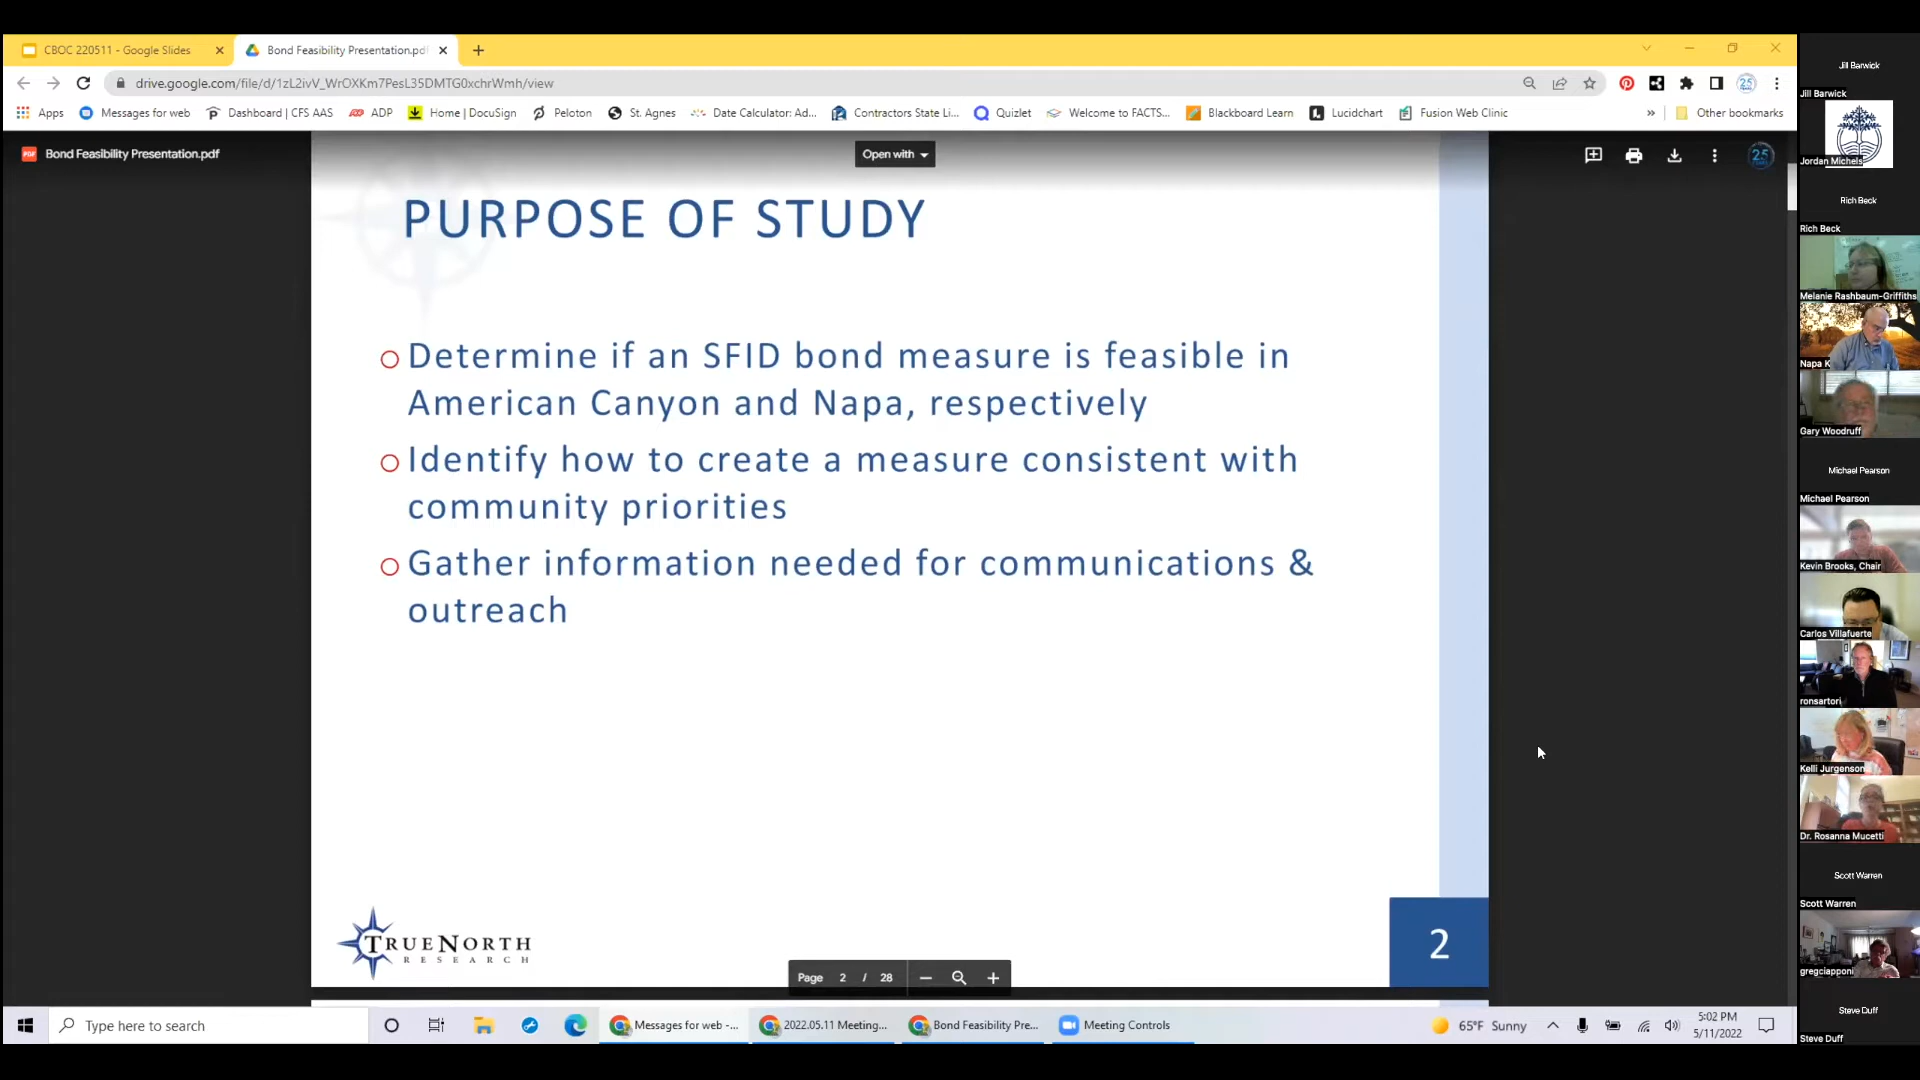 CBOC 220511 - Google Slides
Bond Feasibility Presentation.pdf
drive.google.com/file/d/1zL2ivV_WrOXKm7PesL35DMTG0xchrWmh/view
Apps
Messages for web
Dashboard | CFS AAS
ADP
Home | DocuSign
Peloton
St. Agnes
Date Calculator: Ad...
Contractors State Li...
Quizlet
Welcome to FACTS...
Blackboard Learn
Lucidchart
Fusion Web Clinic
»
Other bookmarks
Bond Feasibility Presentation.pdf
Open with
25
PURPOSE OF STUDY
Determine if an SFID bond measure is feasible in
American Canyon and Napa, respectively
Identify how to create a measure consistent with
community priorities
Gather information needed for communications &
outreach
TRUENORTH
RESEARCH
2
Page 2 / 28
Type here to search
Messages for web -...
2022.05.11 Meeting...
Bond Feasibility Pre...
Meeting Controls
65°F Sunny
5:02 PM
5/11/2022
Jill Barwick
Jill Barwick
Jordan Michels
Rich Beck
Rich Beck
Melanie Rashbaum-Griffiths
Napa K
Gary Woodruff
Michael Pearson
Michael Pearson
Kevin Brooks, Chair
Carlos Villafuerte
ronsartori
Kelli Jurgenson
Dr. Rosanna Mucetti
Scott Warren
Scott Warren
gregciapponi
Steve Duff
Steve Duff